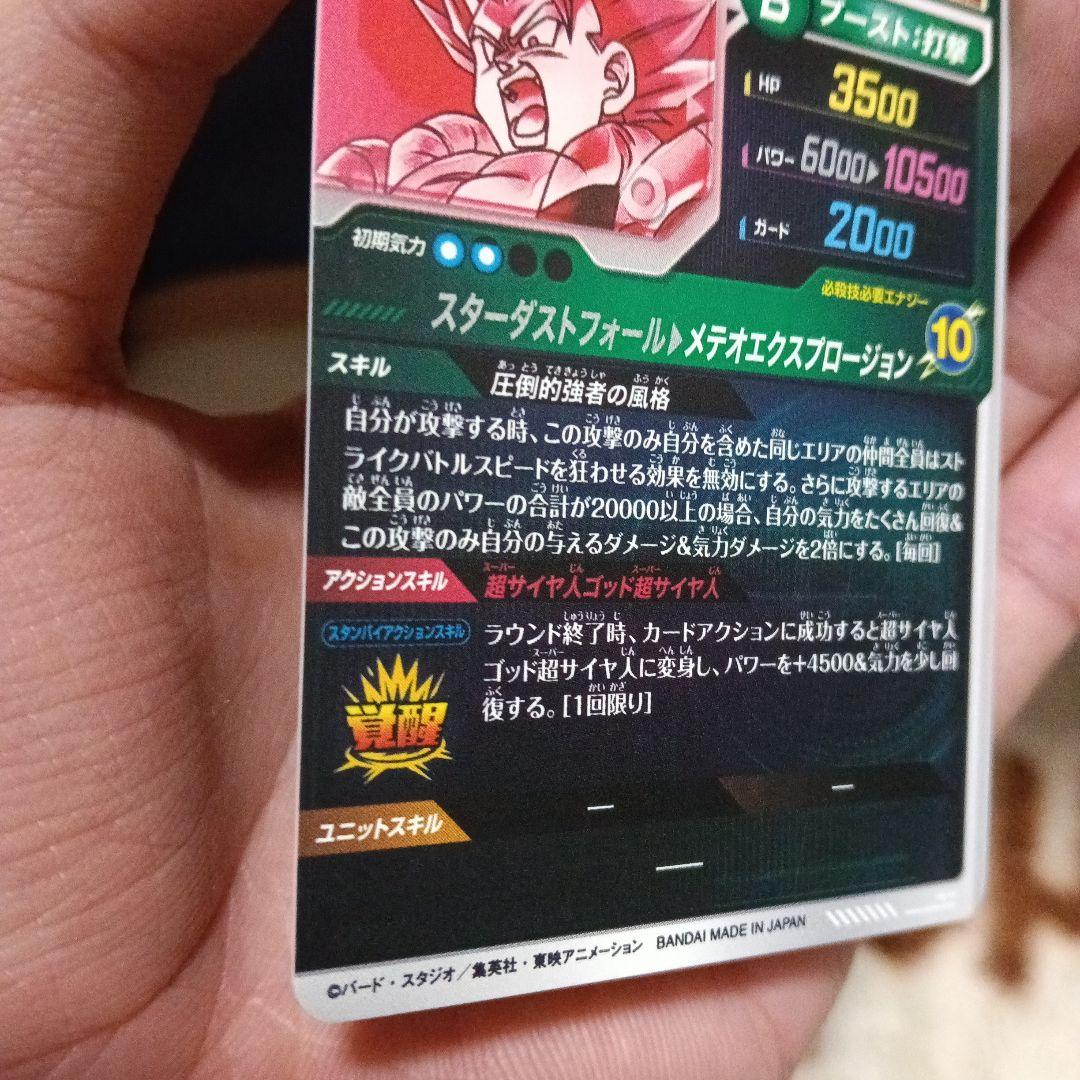 B ブースト:打撃
HP 3500
パワー 6000▶10500
ガード 2000
初期気力
必殺技必要エナジー
スターダストフォール▶メテオエクスプロージョン 10
スキル 圧倒的強者の風格
自分が攻撃する時、この攻撃のみ自分を含めた同じエリアの仲間全員はスト
ライクバトルスピードを狂わせる効果を無効にする。さらに攻撃するエリアの
敵全員のパワーの合計が20000以上の場合、自分の気力をたくさん回復&
この攻撃のみ自分の与えるダメージ&気力ダメージを2倍にする。[毎回]
アクションスキル 超サイヤ人ゴッド超サイヤ人
スタンバイアクションスキル
覚醒
ラウンド終了時、カードアクションに成功すると超サイヤ人
ゴッド超サイヤ人に変身し、パワーを+4500&気力を少し回
復する。[1回限り]
ユニットスキル ー ー
ー
©バード・スタジオ/集英社・東映アニメーション BANDAI MADE IN JAPAN